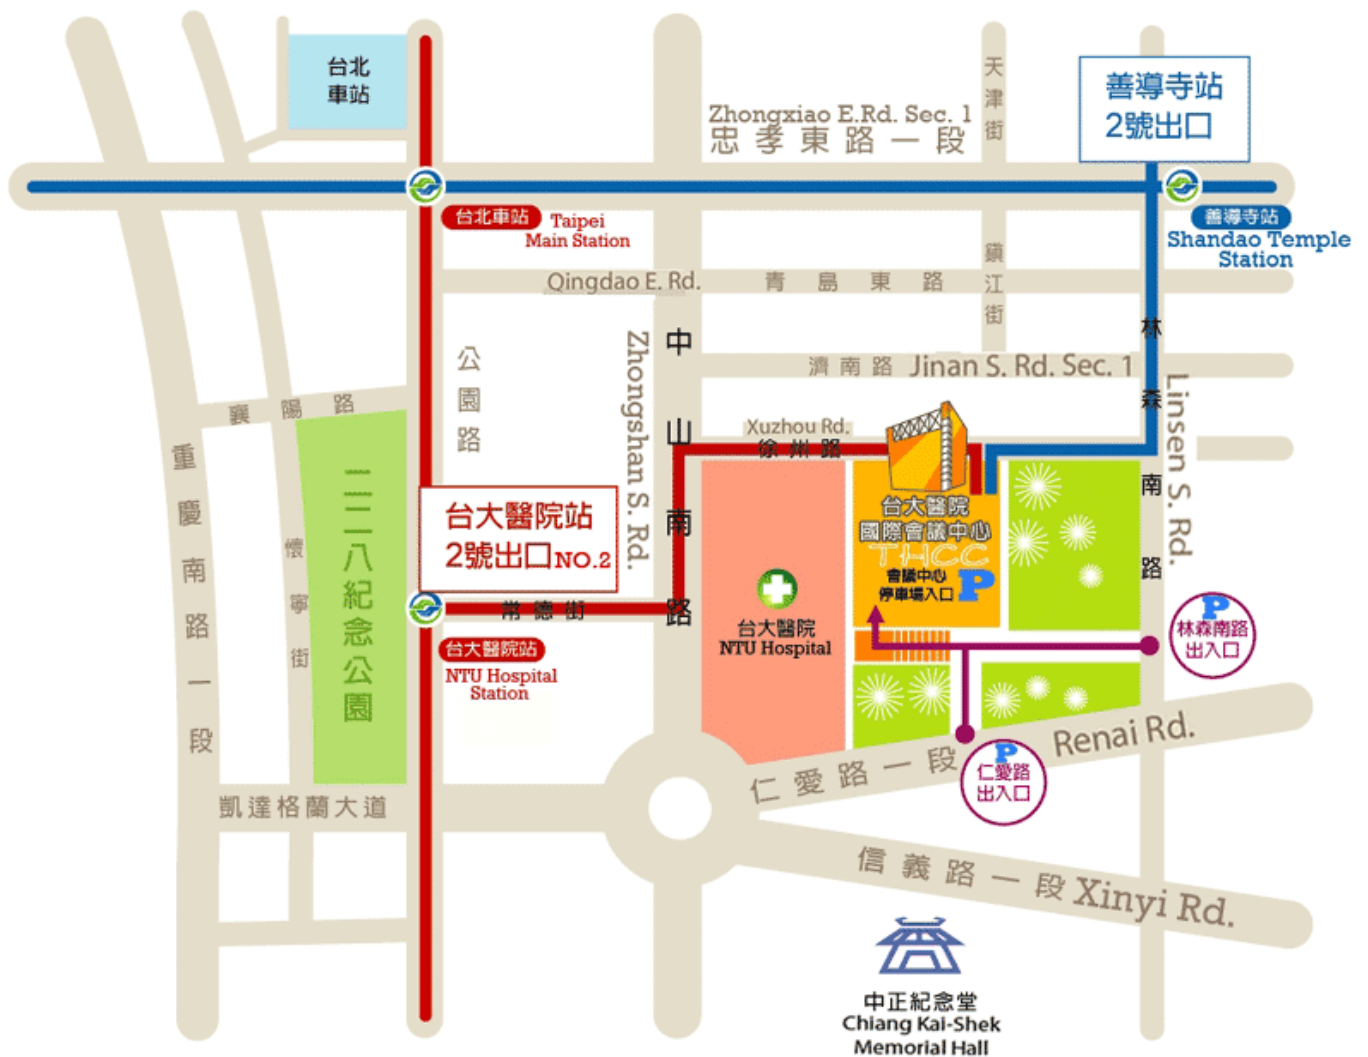 台北
車站
Zhongxiao E.Rd. Sec. 1
忠孝東路一段
天津街
善導寺站
2號出口
台北車站
Taipei
Main Station
善導寺站
Shandao Temple
Station
Qingdao E. Rd.
青島東路
鎮江街
公園路
Zhongshan S. Rd.
中山南路
濟南路 Jinan S. Rd. Sec. 1
林森南路
Linsen S. Rd.
襄陽路
Xuzhou Rd.
徐州路
重慶南路一段
懷寧街
二二八紀念公園
台大醫院站
2號出口NO.2
台大醫院
國際會議中心
THCC
會議中心
停車場入口 P
常德街
台大醫院站
NTU Hospital
Station
台大醫院
NTU Hospital
P
林森南路
出入口
Renai Rd.
仁愛路一段
P
仁愛路
出入口
凱達格蘭大道
信義路一段 Xinyi Rd.
中正紀念堂
Chiang Kai-Shek
Memorial Hall